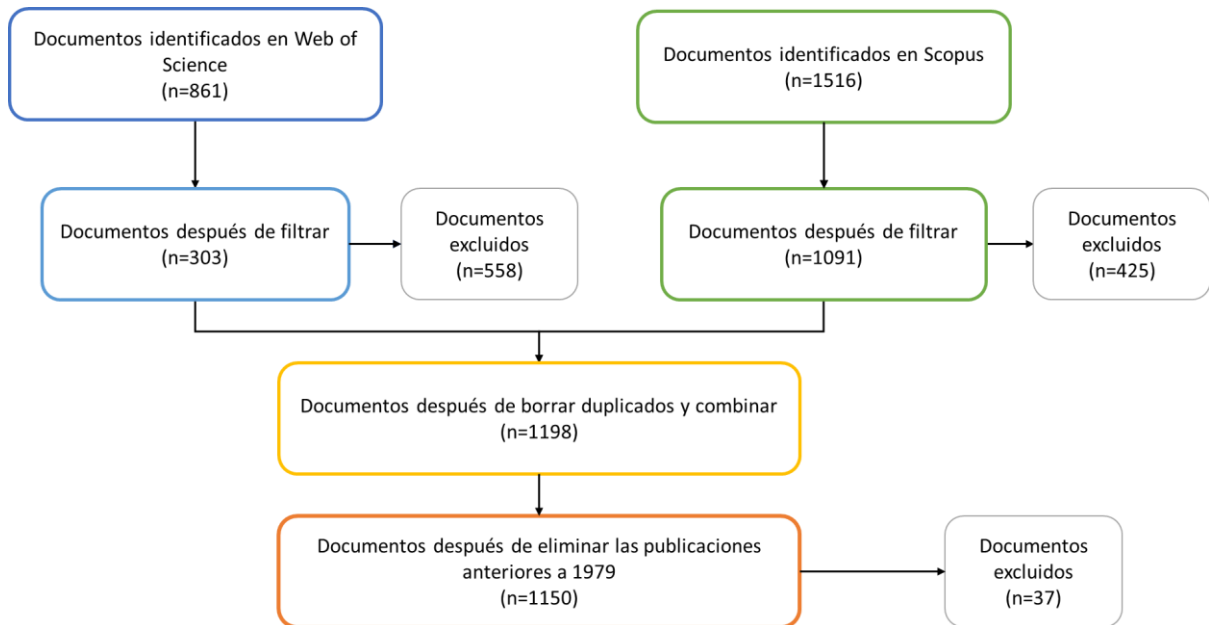 Documentos identificados en Web of
Science
(n=861)
Documentos identificados en Scopus
(n=1516)
Documentos después de filtrar
(n=303)
Documentos
excluidos
(n=558)
Documentos después de filtrar
(n=1091)
Documentos
excluidos
(n=425)
Documentos después de borrar duplicados y combinar
(n=1198)
Documentos después de eliminar las publicaciones
anteriores a 1979
(n=1150)
Documentos
excluidos
(n=37)